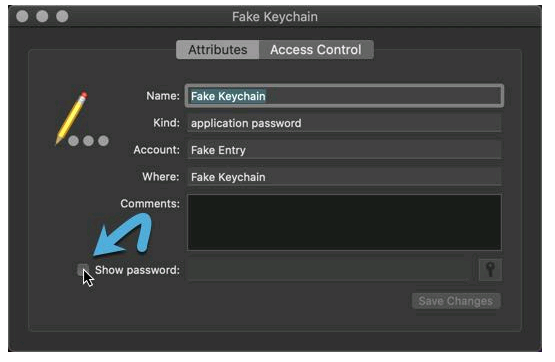 Fake Keychain
Attributes Access Control
Name: Fake Keychain
Kind: application password
Account: Fake Entry
Where: Fake Keychain
Comments:
Show password:
Save Changes